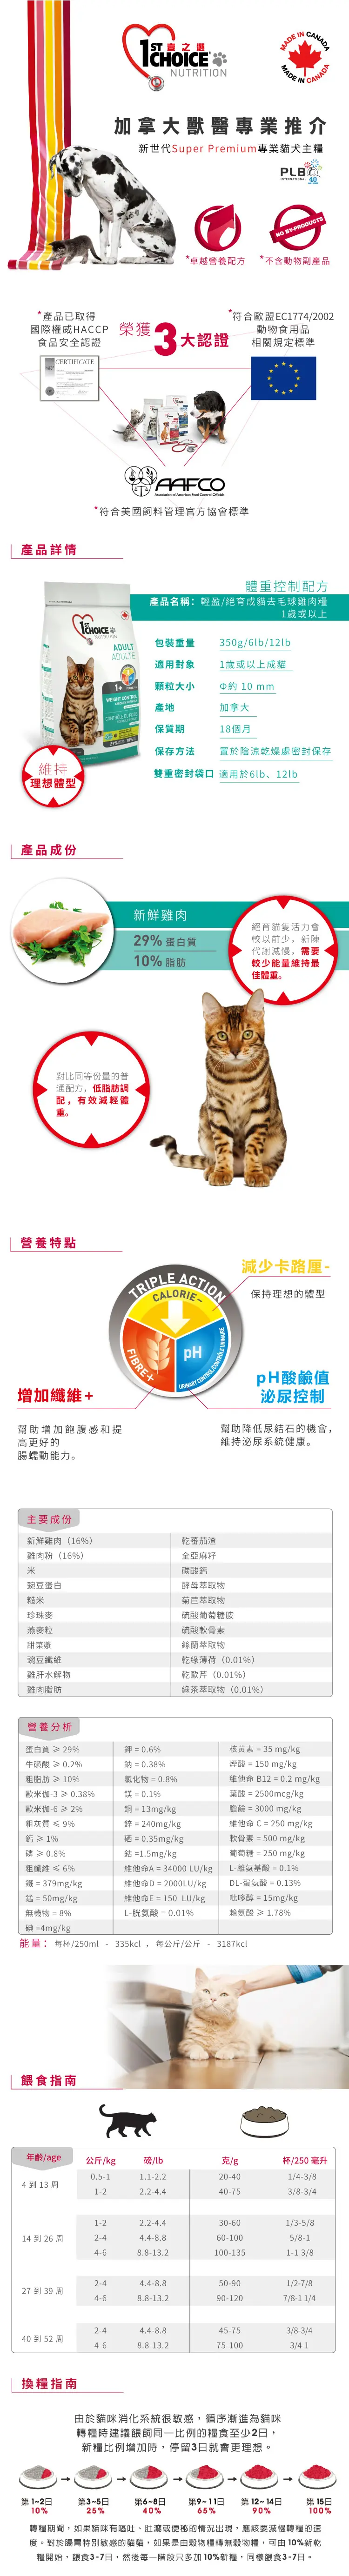 1ST 喜之選
CHOICE
NUTRITION
MADE IN CANADA
MADE IN CANADA
加拿大獸醫專業推介
新世代Super Premium專業貓犬主糧
PLB
INTERNATIONAL 40
NO BY-PRODUCTS
*卓越營養配方
*不含動物副產品
*產品已取得
國際權威HACCP
食品安全認證
榮獲3大認證
*符合歐盟EC1774/2002
動物食用品
相關規定標準
CERTIFICATE
AAFCO
Association of American Feed Control Officials
*符合美國飼料管理官方協會標準
產品詳情
體重控制配方
產品名稱：輕盈/絕育成貓去毛球雞肉糧
1歲或以上
1ST
CHOICE
ADULT
ADULTE
1+
WEIGHT CONTROL
包裝重量 350g/6lb/12lb
適用對象 1歲或以上成貓
顆粒大小 Φ約 10 mm
產地 加拿大
保質期 18個月
保存方法 置於陰涼乾燥處密封保存
雙重密封袋口 適用於6lb、12lb
維持
理想體型
產品成份
新鮮雞肉
29% 蛋白質
10% 脂肪
絕育貓隻活力會
較以前少，新陳
代謝減慢，需要
較少能量維持最
佳體重。
對比同等份量的普
通配方，低脂肪調
配，有效減輕體
重。
營養特點
減少卡路厘-
保持理想的體型
TRIPLE ACTION
CALORIE-
FIBRE+
pH
URINARY CONTROL/CONTRÔLE URINAIRE
增加纖維+
幫助增加飽腹感和提
高更好的
腸蠕動能力。
pH酸鹼值
泌尿控制
幫助降低尿結石的機會，
維持泌尿系統健康。
主要成份
新鮮雞肉（16%） 乾蕃茄渣
雞肉粉（16%） 全亞麻籽
米 碳酸鈣
豌豆蛋白 酵母萃取物
糙米 菊苣萃取物
珍珠麥 硫酸葡萄糖胺
燕麥粒 硫酸軟骨素
甜菜漿 絲蘭萃取物
豌豆纖維 乾綠薄荷（0.01%）
雞肝水解物 乾歐芹（0.01%）
雞肉脂肪 綠茶萃取物（0.01%）
營養分析
蛋白質 ≥ 29% 鉀 = 0.6% 核黃素 = 35 mg/kg
牛磺酸 ≥ 0.2% 鈉 = 0.38% 煙酸 = 150 mg/kg
粗脂肪 ≥ 10% 氯化物 = 0.8% 維他命 B12 = 0.2 mg/kg
歐米伽-3 ≥ 0.38% 鎂 = 0.1% 葉酸 = 2500mcg/kg
歐米伽-6 ≥ 2% 銅 = 13mg/kg 膽鹼 = 3000 mg/kg
粗灰質 ≤ 9% 鋅 = 240mg/kg 維他命 C = 250 mg/kg
鈣 ≥ 1% 硒 = 0.35mg/kg 軟骨素 = 500 mg/kg
磷 ≥ 0.8% 鈷 =1.5mg/kg 葡萄糖 = 250 mg/kg
粗纖維 ≤ 6% 維他命A = 34000 LU/kg L-離氨基酸 = 0.1%
鐵 = 379mg/kg 維他命D = 2000LU/kg DL-蛋氨酸 = 0.13%
錳 = 50mg/kg 維他命E = 150 LU/kg 吡哆醇 = 15mg/kg
無機物 = 8% L-胱氨酸 = 0.01% 賴氨酸 ≥ 1.78%
碘 =4mg/kg
能量： 每杯/250ml - 335kcl ，每公斤/公斤 - 3187kcl
餵食指南
年齡/age 公斤/kg 磅/lb 克/g 杯/250 毫升
4 到 13 周
0.5-1 1.1-2.2 20-40 1/4-3/8
1-2 2.2-4.4 40-75 3/8-3/4
14 到 26 周
1-2 2.2-4.4 30-60 1/3-5/8
2-4 4.4-8.8 60-100 5/8-1
4-6 8.8-13.2 100-135 1-1 3/8
27 到 39 周
2-4 4.4-8.8 50-90 1/2-7/8
4-6 8.8-13.2 90-120 7/8-1 1/4
40 到 52 周
2-4 4.4-8.8 45-75 3/8-3/4
4-6 8.8-13.2 75-100 3/4-1
換糧指南
由於貓咪消化系統很敏感，循序漸進為貓咪
轉糧時建議餵飼同一比例的糧食至少2日，
新糧比例增加時，停留3日就會更理想。
第1~2日 第3~5日 第6~8日 第9~11日 第12~14日 第15日
10% 25% 40% 65% 90% 100%
轉糧期間，如果貓咪有嘔吐、肚瀉或便秘的情況出現，應該要減慢轉糧的速
度。對於腸胃特別敏感的貓貓，如果是由穀物糧轉無穀物糧，可由10%新乾
糧開始，餵食3-7日，然後每一階段只多加10%新糧，同樣餵食3-7日。